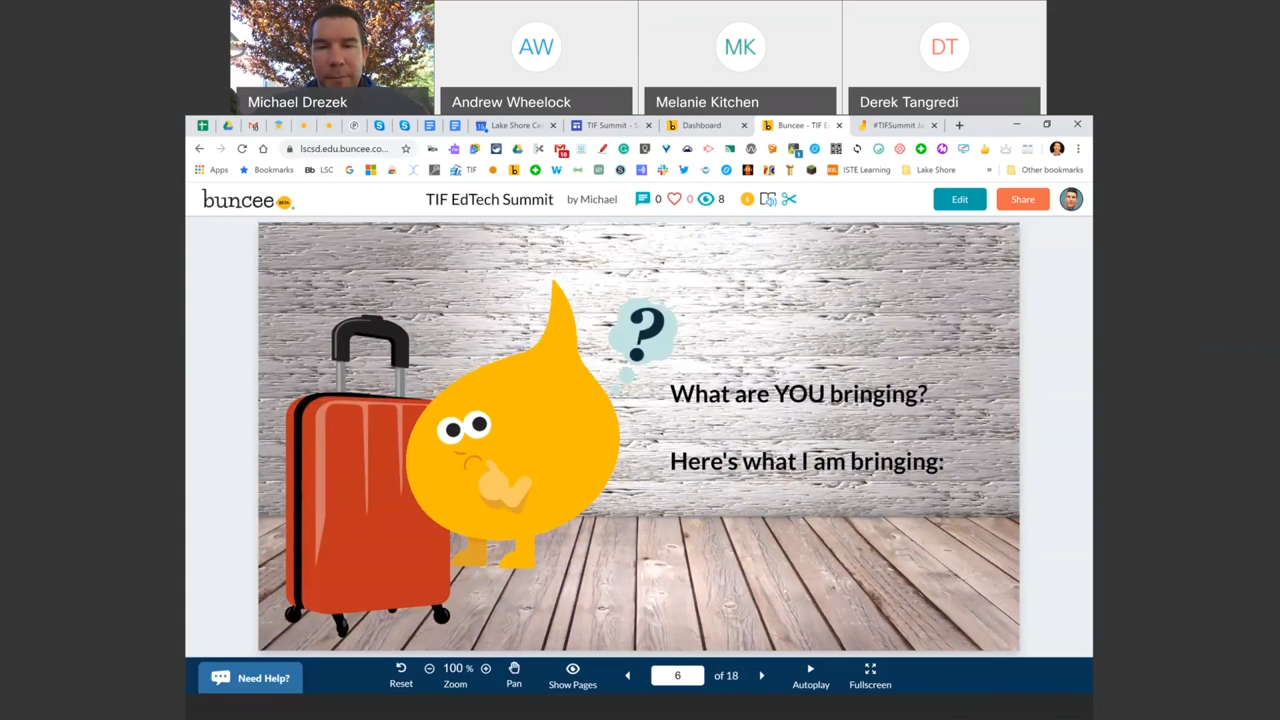 AW
MK
DT
Michael Drezek
Andrew Wheelock
Melanie Kitchen
Derek Tangredi
Lake Shore Ce
TIF Summit - S
Dashboard
Buncee - TIF E
#TIFSummit Ja
lscsd.edu.buncee.co...
Apps
Bookmarks
Bb LSC
TIF
ISTE Learning
Lake Shore
»
Other bookmarks
buncee BETA
TIF EdTech Summit
by Michael
0
0
8
Edit
Share
?
What are YOU bringing?
Here's what I am bringing:
Need Help?
Reset
100 %
Zoom
Pan
Show Pages
6
of 18
Autoplay
Fullscreen